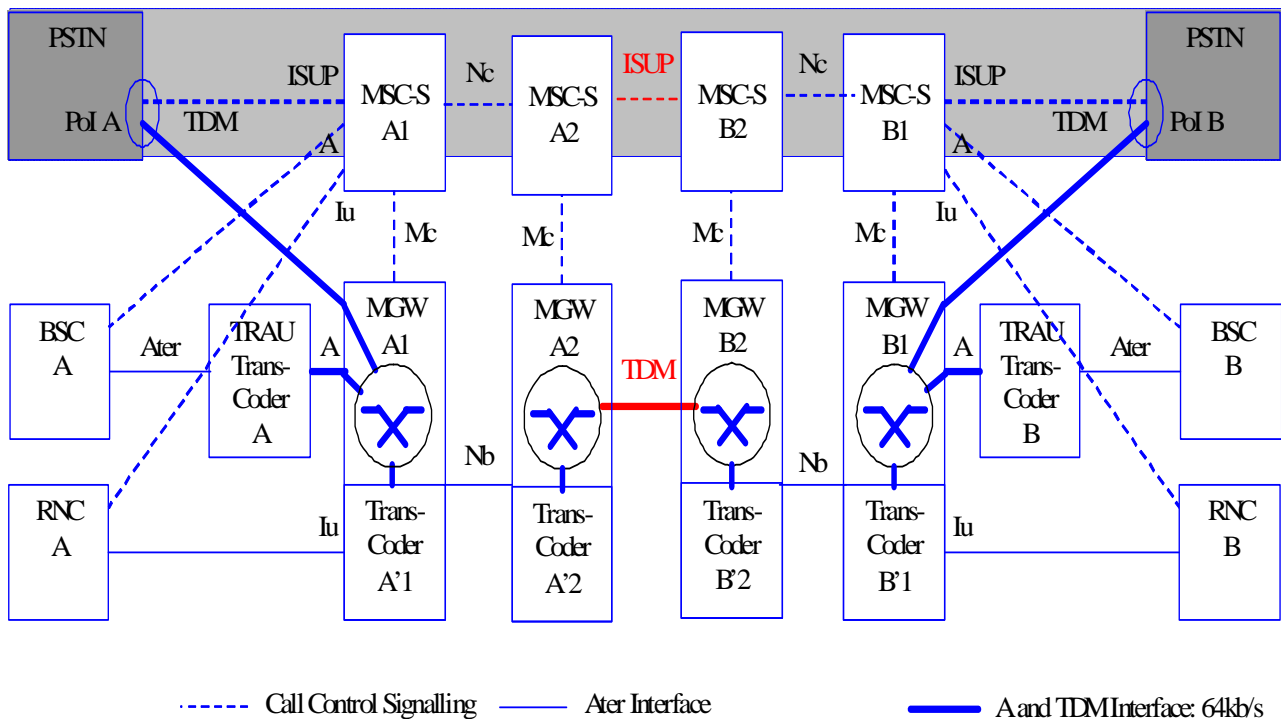 PSTN
PSTN
ISUP
Nc
ISUP
Nc
ISUP
MSC-S
A1
MSC-S
A2
MSC-S
B2
MSC-S
B1
PoI A
TDM
TDM
PoI B
A
A
Iu
Iu
Mc
Mc
Mc
Mc
MGW
A1
MGW
A2
MGW
B2
MGW
B1
BSC
A
Ater
TRAU
Trans-
Coder
A
A
TDM
A
TRAU
Trans-
Coder
B
Ater
BSC
B
Nb
Nb
RNC
A
Iu
Trans-
Coder
A'1
Trans-
Coder
A'2
Trans-
Coder
B'2
Trans-
Coder
B'1
Iu
RNC
B
Call Control Signalling
Ater Interface
A and TDM Interface: 64kb/s